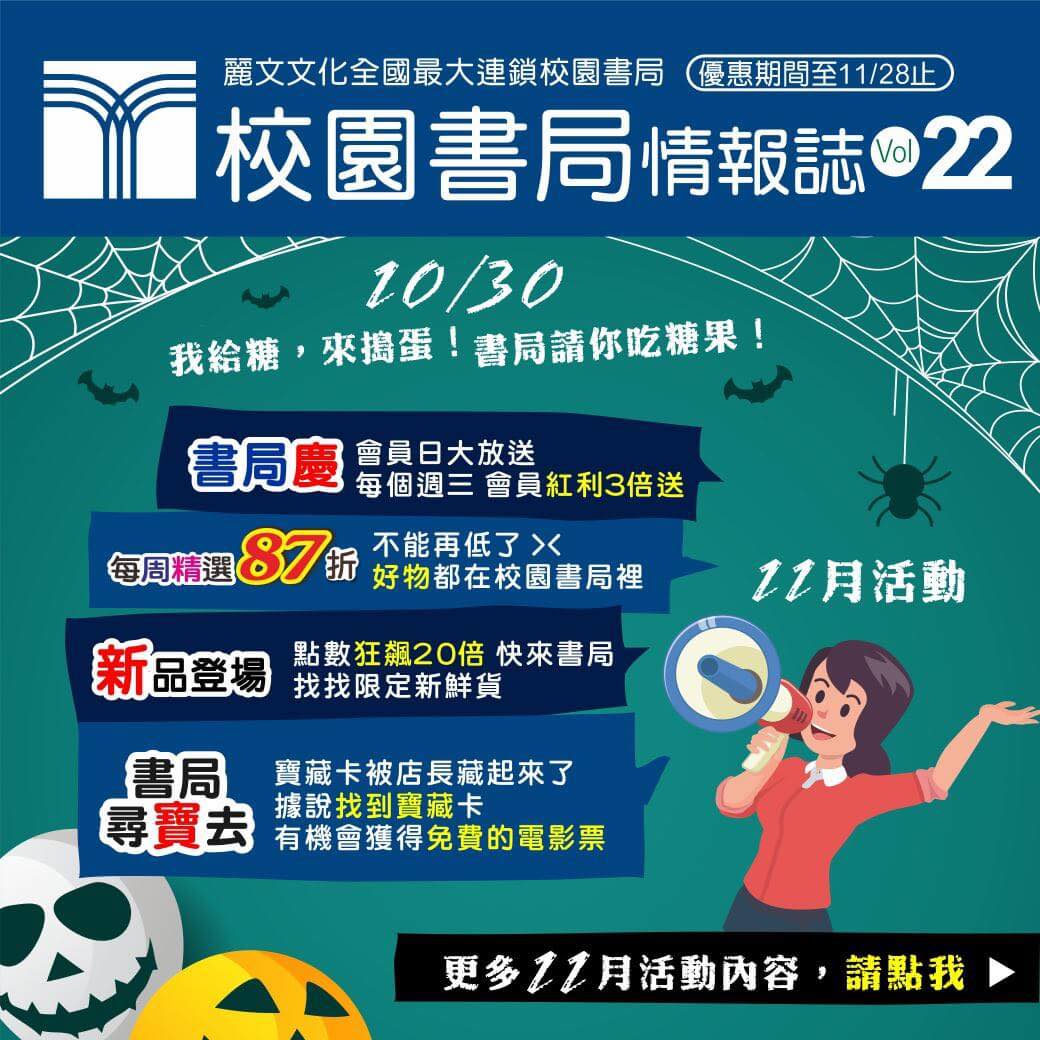 麗文文化全國最大連鎖校園書局 優惠期間至11/28止
校園書局情報誌 Vol 22
10/30
我給糖，來搗蛋！書局請你吃糖果！
書局慶
會員日大放送
每個週三 會員紅利3倍送
每周精選87折
不能再低了><
好物都在校園書局裡
新品登場
點數狂飆20倍 快來書局
找找限定新鮮貨
書局
尋寶去
寶藏卡被店長藏起來了
據說找到寶藏卡
有機會獲得免費的電影票
11月活動
更多11月活動內容，請點我